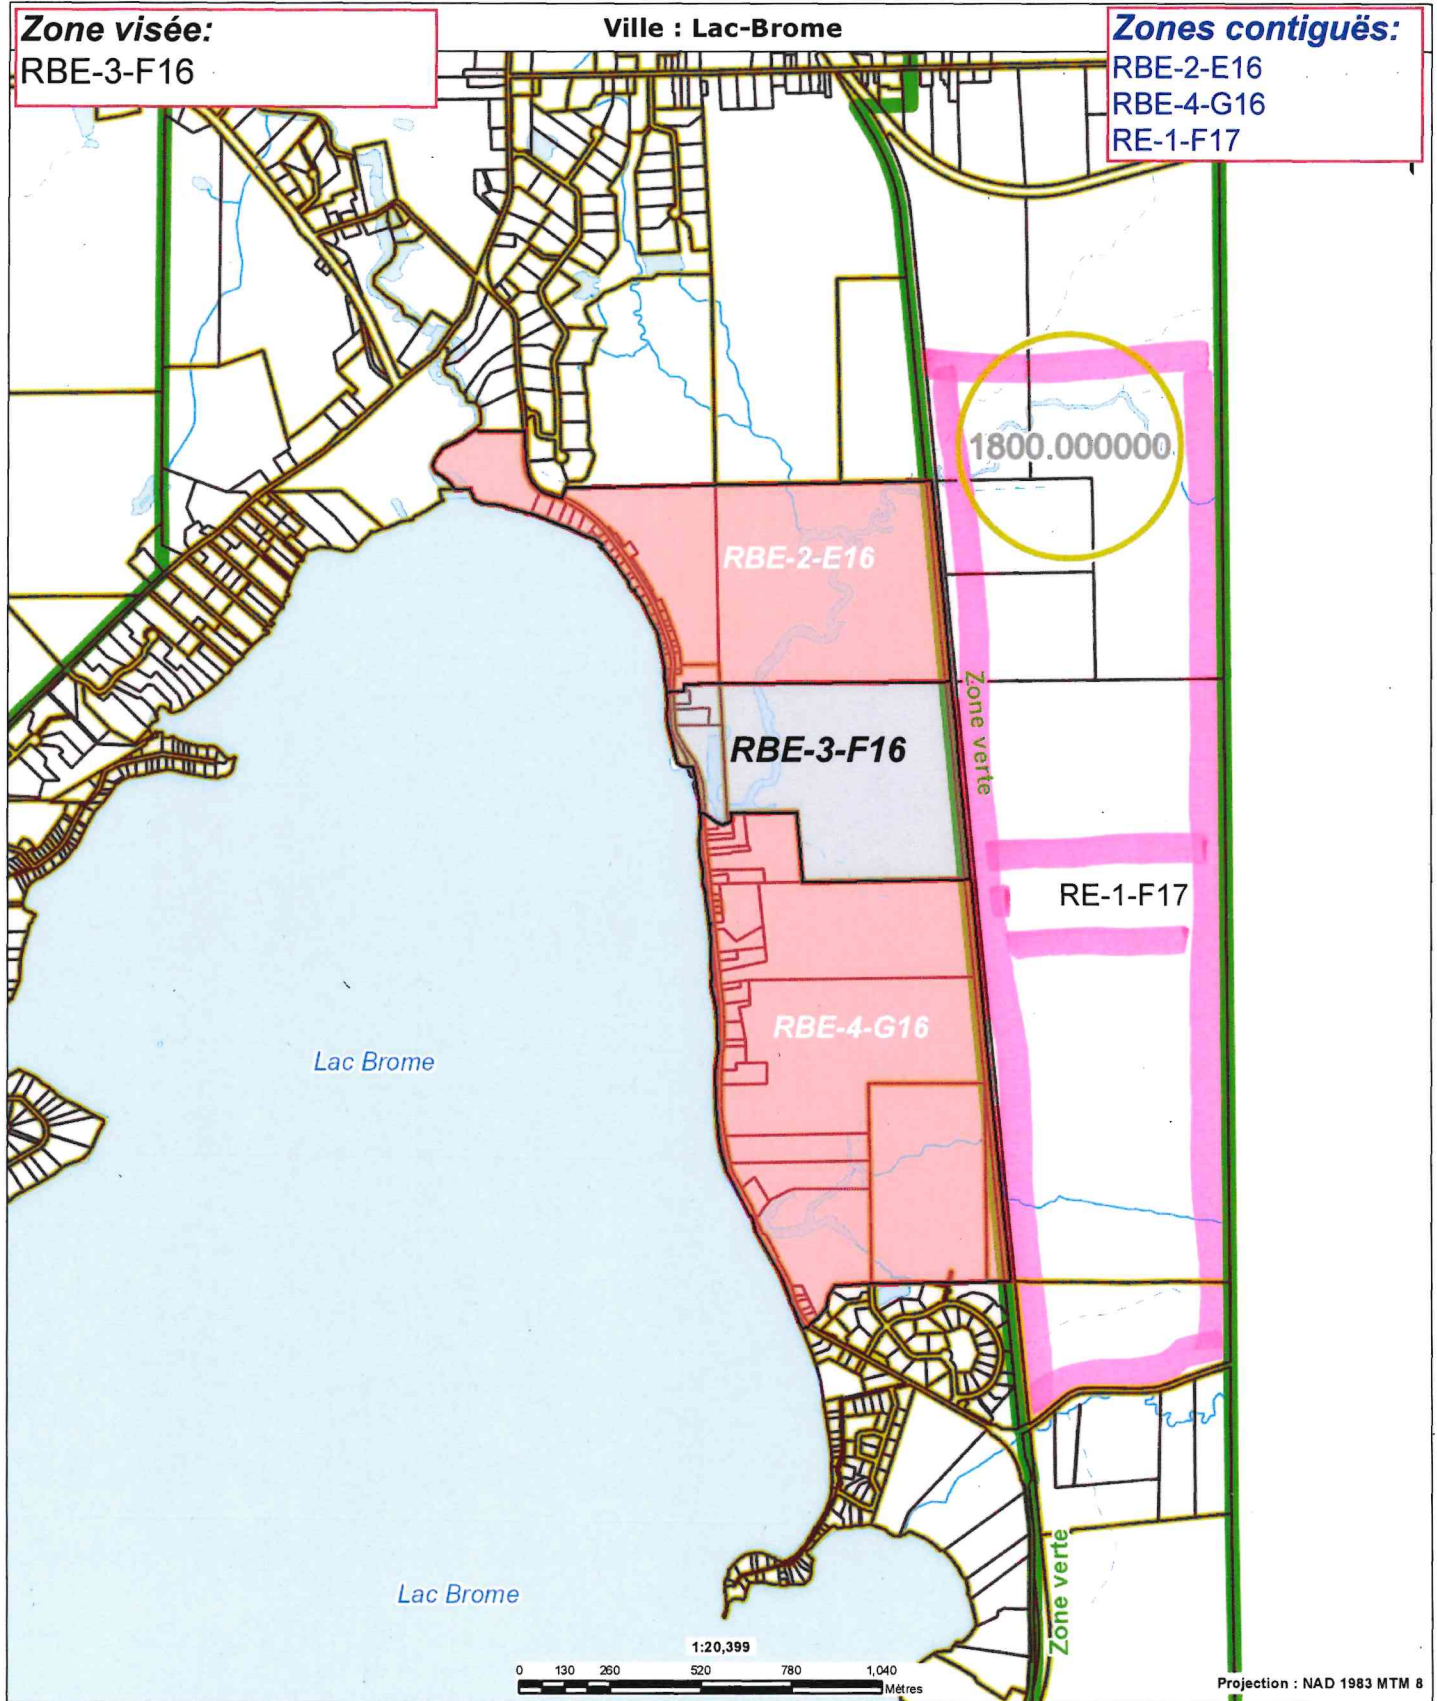 Zone visée:
RBE-3-F16
Ville : Lac-Brome
Zones contiguës:
RBE-2-E16
RBE-4-G16
RE-1-F17
1800.000000
RBE-2-E16
Zone verte
RBE-3-F16
RE-1-F17
RBE-4-G16
Lac Brome
Lac Brome
Zone verte
1:20,399
0 130 260 520 780 1,040
Mètres
Projection : NAD 1983 MTM 8